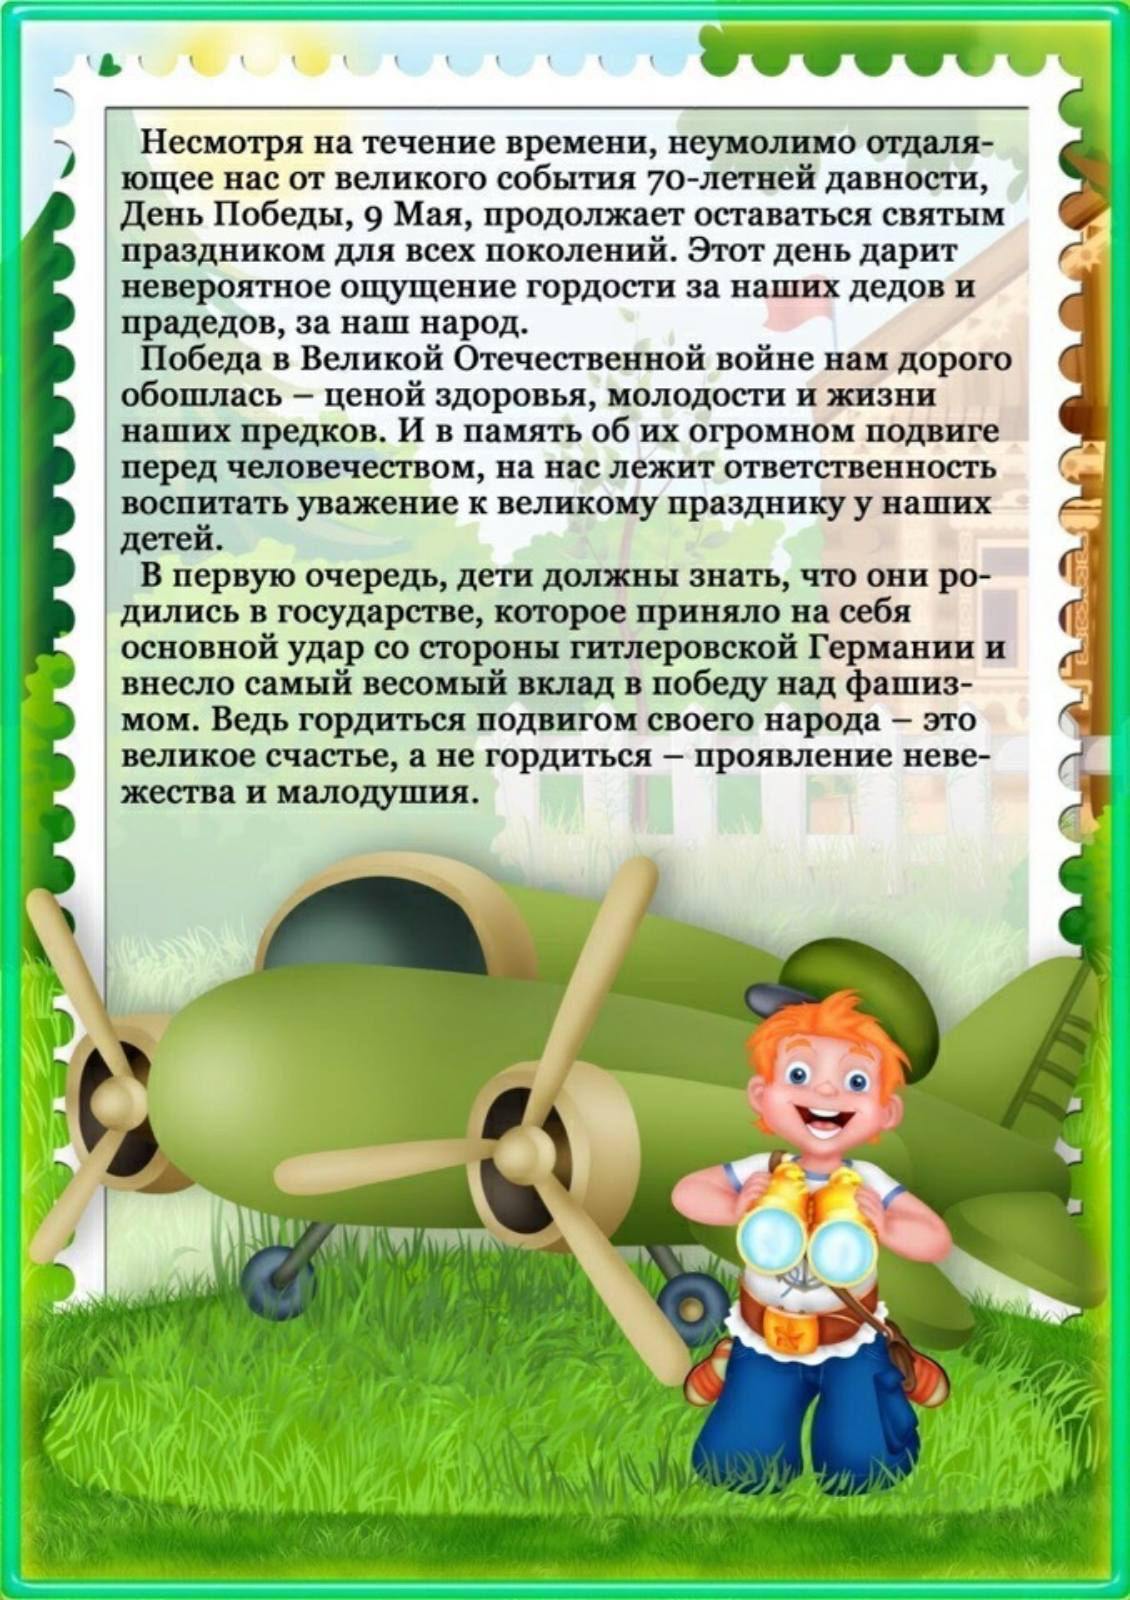 Несмотря на течение времени, неумолимо отдаля-
ющее нас от великого события 70-летней давности,
День Победы, 9 Мая, продолжает оставаться святым
праздником для всех поколений. Этот день дарит
невероятное ощущение гордости за наших дедов и
прадедов, за наш народ.
Победа в Великой Отечественной войне нам дорого
обошлась – ценой здоровья, молодости и жизни
наших предков. И в память об их огромном подвиге
перед человечеством, на нас лежит ответственность
воспитать уважение к великому празднику у наших
детей.
В первую очередь, дети должны знать, что они ро-
дились в государстве, которое приняло на себя
основной удар со стороны гитлеровской Германии и
внесло самый весомый вклад в победу над фашиз-
мом. Ведь гордиться подвигом своего народа – это
великое счастье, а не гордиться – проявление неве-
жества и малодушия.